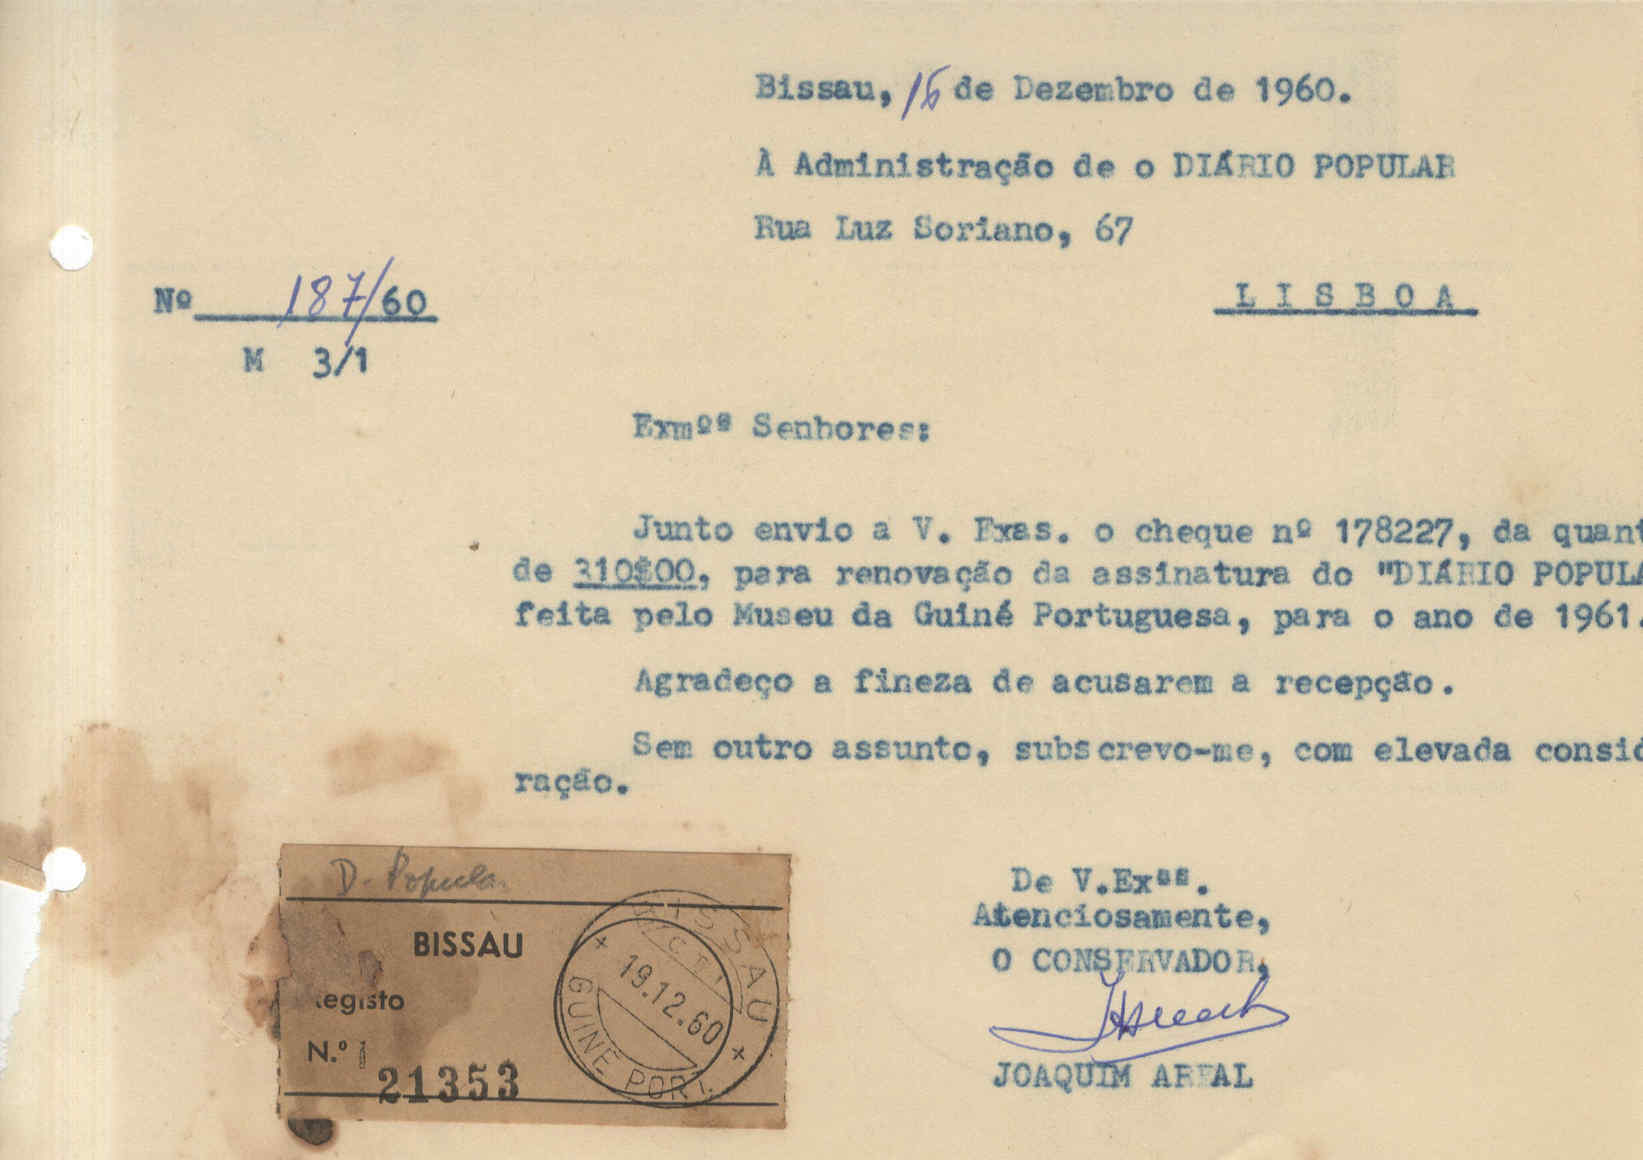 Bissau, 16 de Dezembro de 1960.
À Administração de o DIÁRIO POPULAR
Rua Luz Soriano, 67
LISBOA
Nº 187/60
M 3/1
Exmºs Senhores:
Junto envio a V. Exas. o cheque nº 178227, da quant
de 310$00, para renovação da assinatura do "DIÁRIO POPULA
feita pelo Museu da Guiné Portuguesa, para o ano de 1961.
Agradeço a fineza de acusarem a recepção.
Sem outro assunto, subscrevo-me, com elevada consid
ração.
De V.Exas.
Atenciosamente,
O CONSERVADOR,
JOAQUIM AREAL
D. Popular
BISSAU
Registo
N.º
21353
BISSAU
19.12.60
GUINÉ PORT.